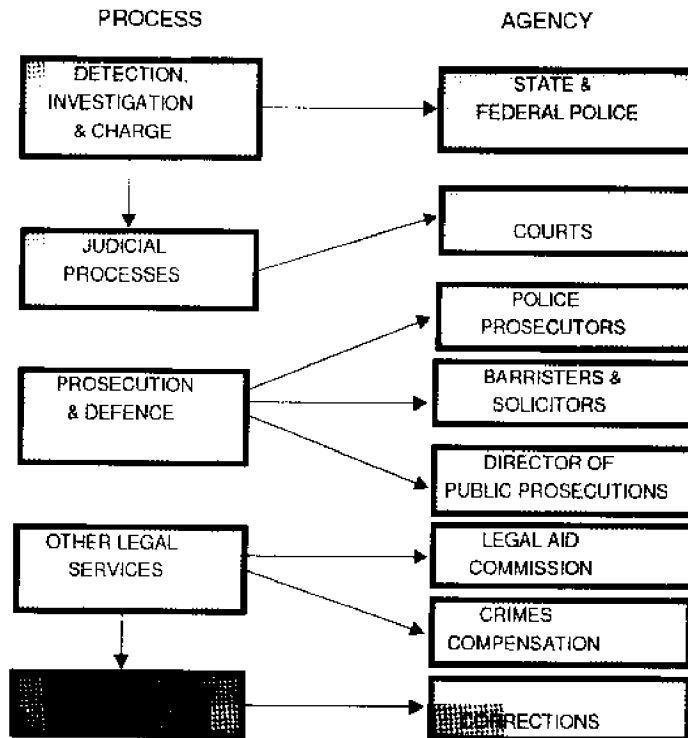 PROCESS
AGENCY
DETECTION,
INVESTIGATION
& CHARGE
STATE &
FEDERAL POLICE
JUDICIAL
PROCESSES
COURTS
POLICE
PROSECUTORS
PROSECUTION
& DEFENCE
BARRISTERS &
SOLICITORS
DIRECTOR OF
PUBLIC PROSECUTIONS
OTHER LEGAL
SERVICES
LEGAL AID
COMMISSION
CRIMES
COMPENSATION
CORRECTIONS